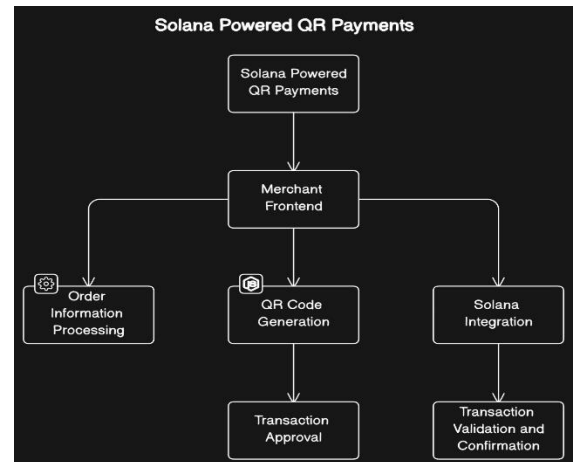 Solana Powered QR Payments
Solana Powered
QR Payments
Merchant
Frontend
Order
Information
Processing
QR Code
Generation
Solana
Integration
Transaction
Approval
Transaction
Validation and
Confirmation